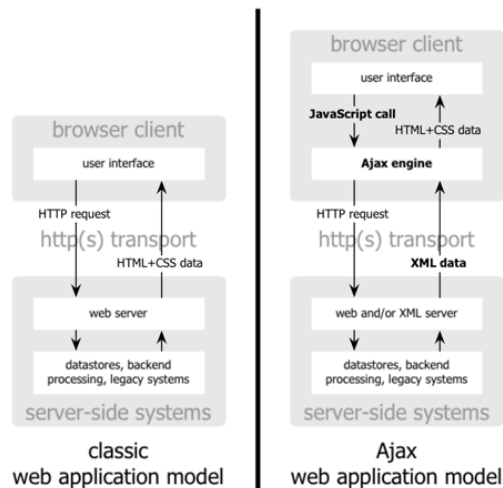 browser client
user interface
HTTP request
http(s) transport
HTML+CSS data
web server
datastores, backend
processing, legacy systems
server-side systems
classic
web application model
browser client
user interface
JavaScript call
HTML+CSS data
Ajax engine
HTTP request
http(s) transport
XML data
web and/or XML server
datastores, backend
processing, legacy systems
server-side systems
Ajax
web application model